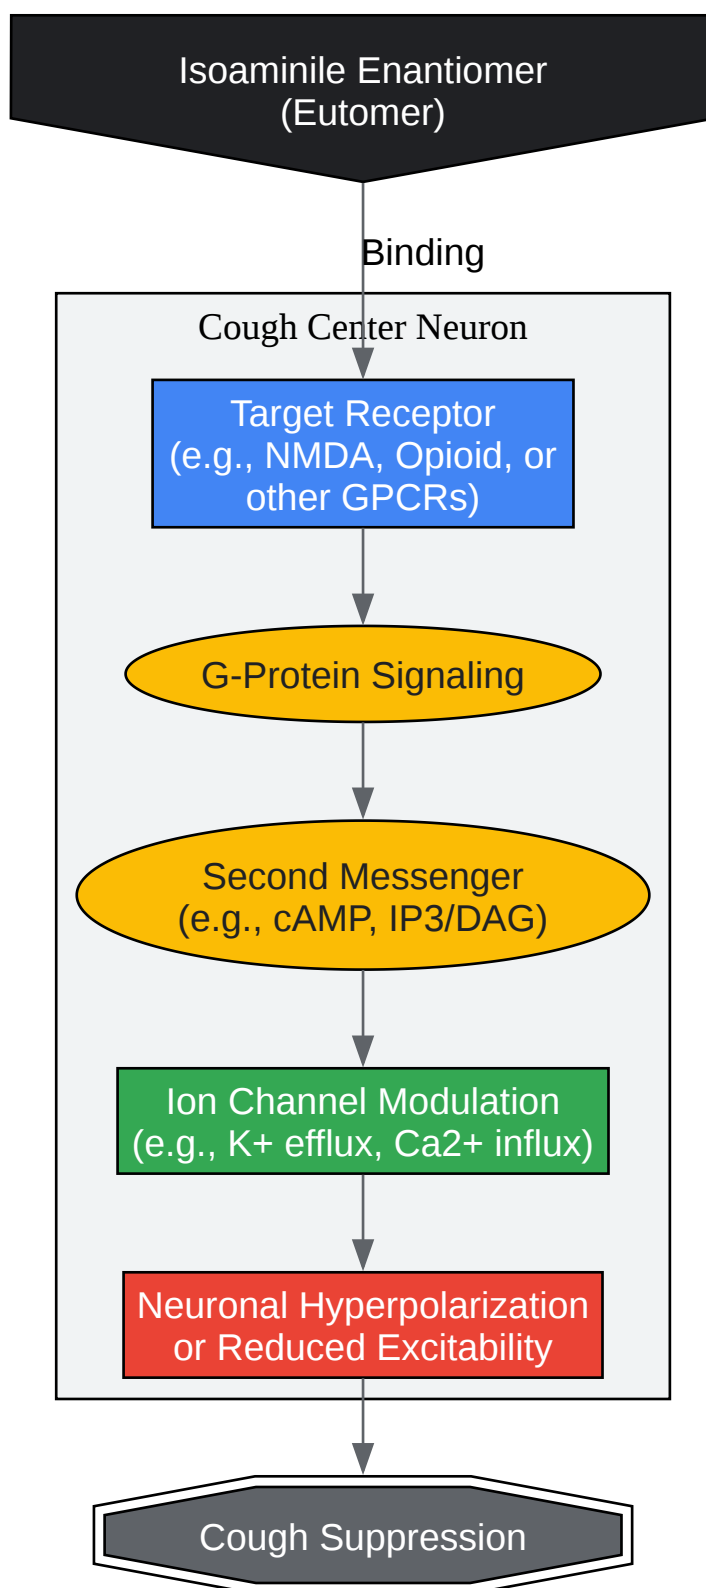 Isoaminile Enantiomer
(Eutomer)
Binding
Cough Center Neuron
Target Receptor
(e.g., NMDA, Opioid, or
other GPCRs)
G-Protein Signaling
Second Messenger
(e.g., cAMP, IP3/DAG)
Ion Channel Modulation
(e.g., K+ efflux, Ca2+ influx)
Neuronal Hyperpolarization
or Reduced Excitability
Cough Suppression